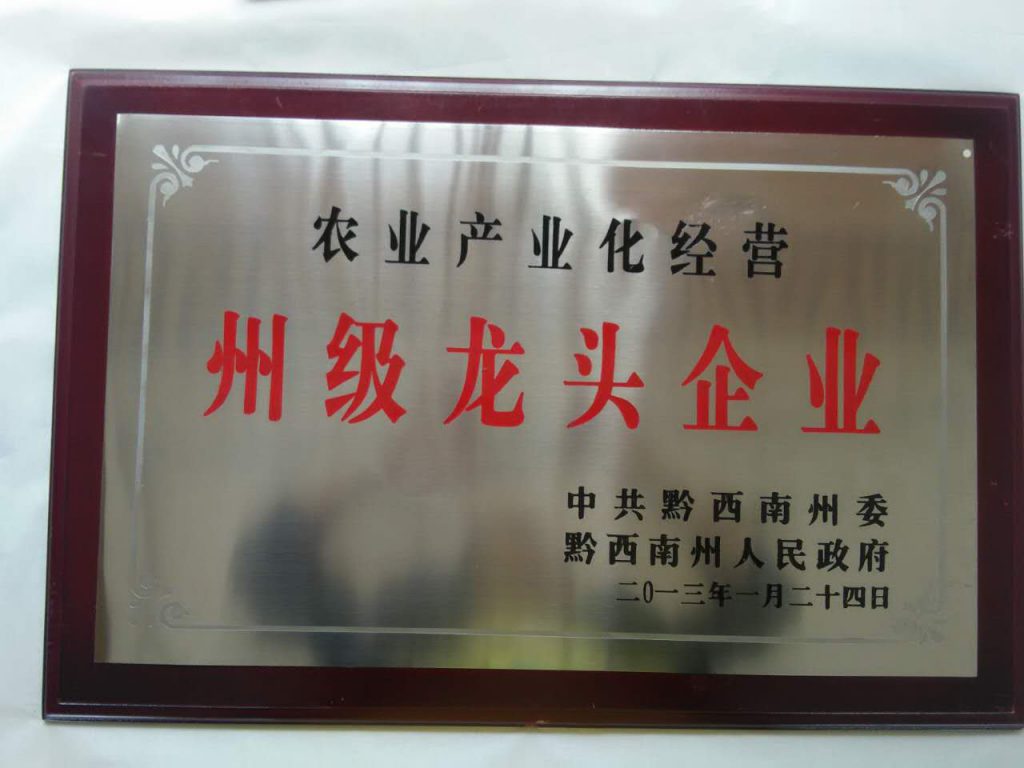 农业产业化经营
州级龙头企业
中共黔西南州委
黔西南州人民政府
二0一三年一月二十四日